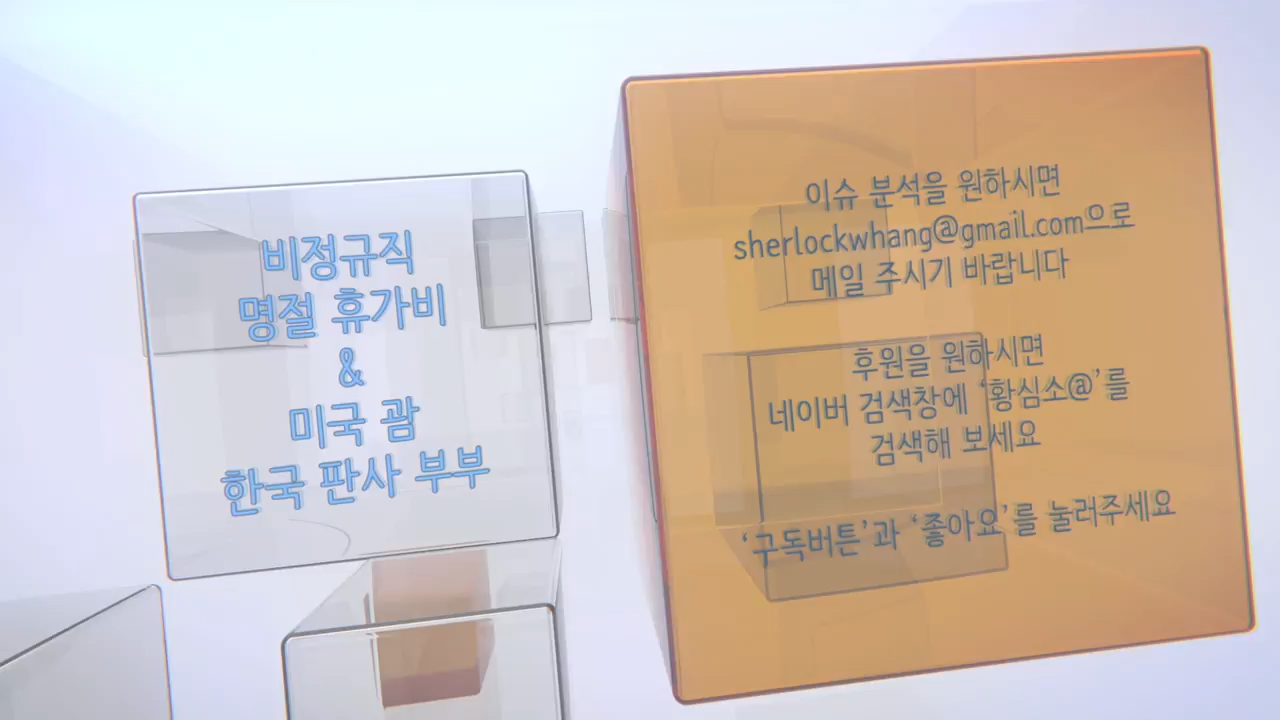 비정규직
명절 휴가비
&
미국 괌
한국 판사 부부
이슈 분석을 원하시면
sherlockwhang@gmail.com으로
메일 주시기 바랍니다
후원을 원하시면
네이버 검색창에 ‘황심소@’를
검색해 보세요
‘구독버튼’과 ‘좋아요’를 눌러주세요